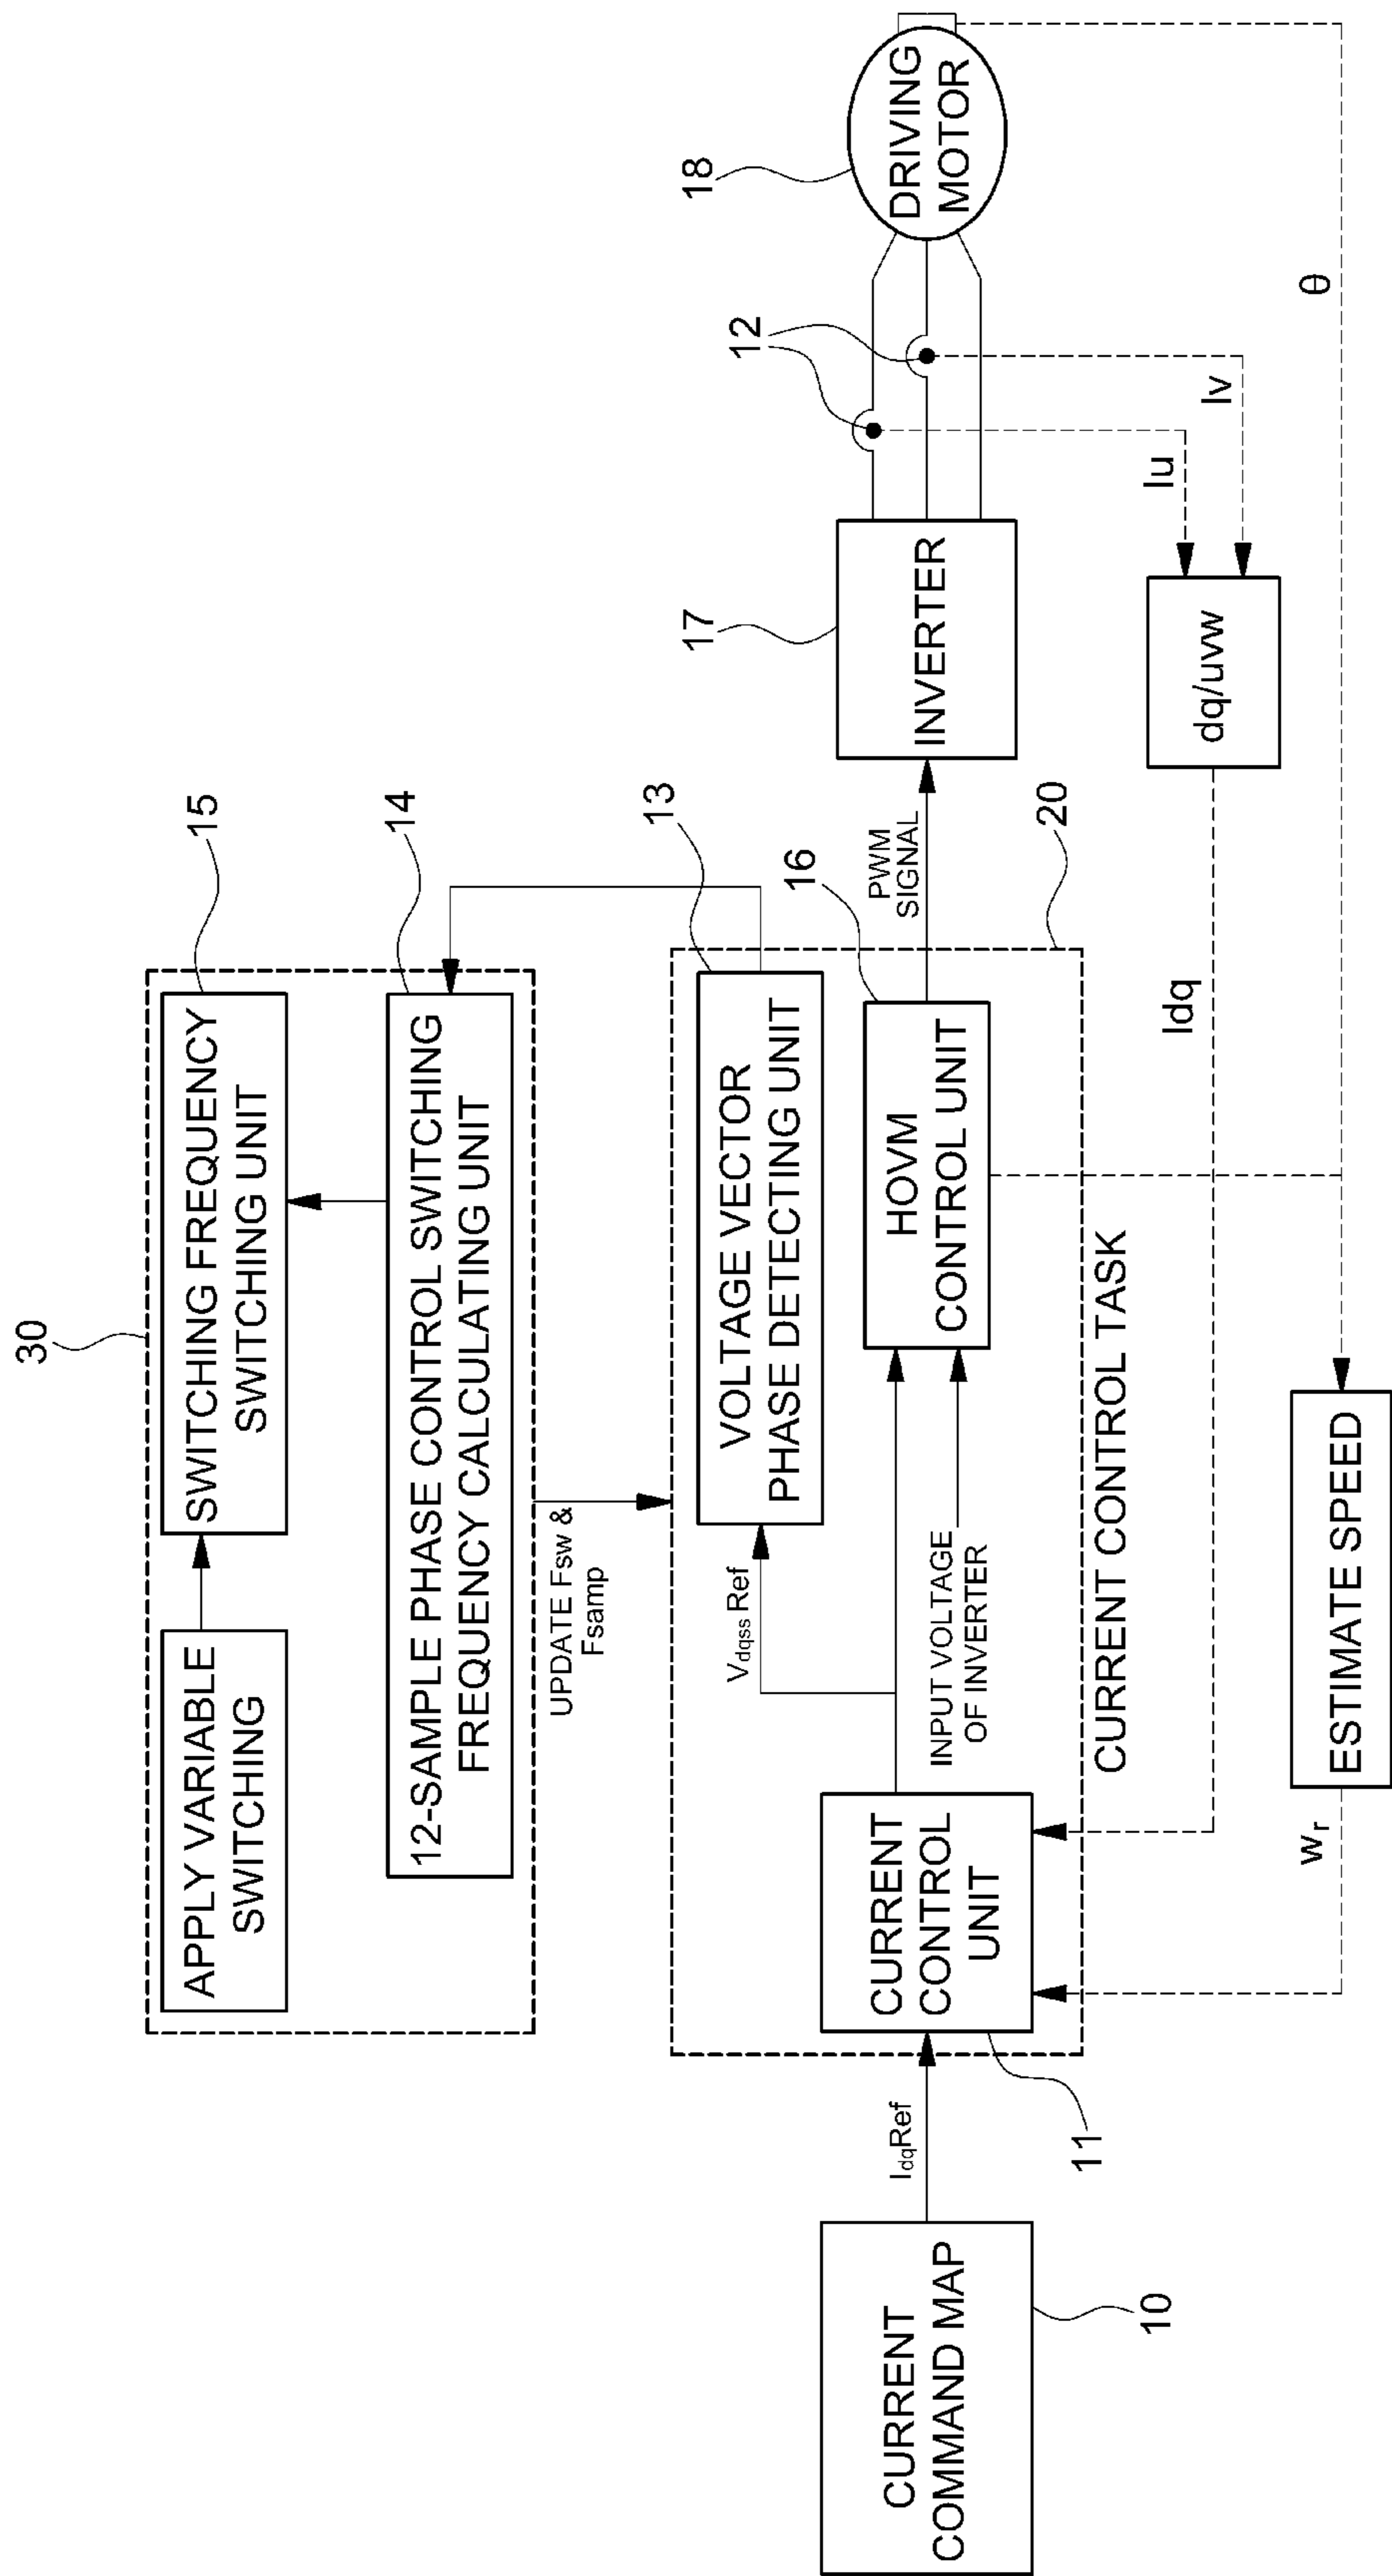 30
APPLY VARIABLE
SWITCHING
SWITCHING FREQUENCY
SWITCHING UNIT
15
12-SAMPLE PHASE CONTROL SWITCHING
FREQUENCY CALCULATING UNIT
14
UPDATE Fsw &
Fsamp
VOLTAGE VECTOR
PHASE DETECTING UNIT
13
Vdqss Ref
CURRENT
COMMAND MAP
10
IdqRef
CURRENT
CONTROL
UNIT
11
INPUT VOLTAGE
OF INVERTER
HOVM
CONTROL UNIT
16
PWM
SIGNAL
INVERTER
17
12
DRIVING
MOTOR
18
20
CURRENT CONTROL TASK
Iu
Iv
dq/uvw
Idq
θ
ESTIMATE SPEED
wr